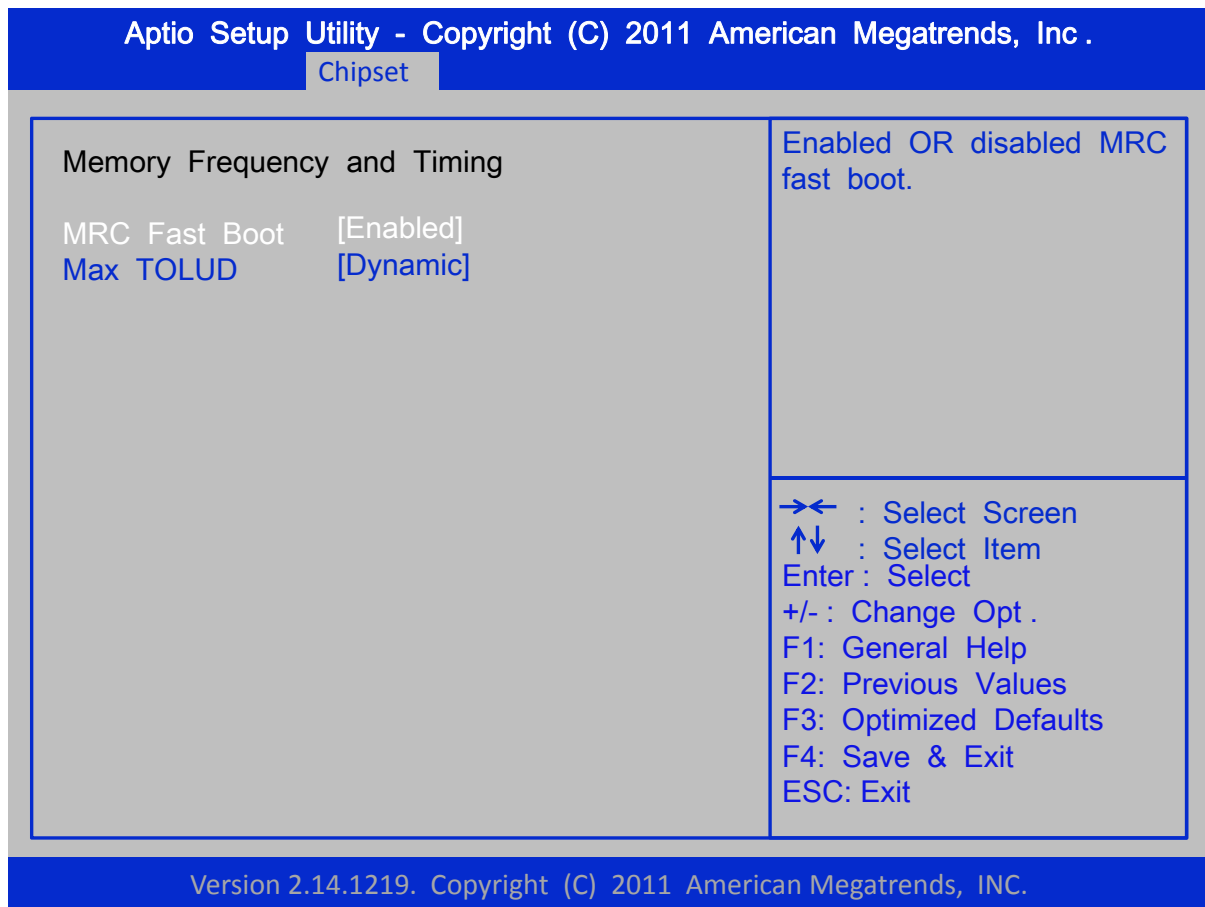 Aptio Setup Utility - Copyright (C) 2011 American Megatrends, Inc .
Chipset
Memory Frequency and Timing
MRC Fast Boot [Enabled]
Max TOLUD [Dynamic]
Enabled OR disabled MRC
fast boot.
→← : Select Screen
↑↓ : Select Item
Enter : Select
+/- : Change Opt .
F1: General Help
F2: Previous Values
F3: Optimized Defaults
F4: Save & Exit
ESC: Exit
Version 2.14.1219. Copyright (C) 2011 American Megatrends, INC.